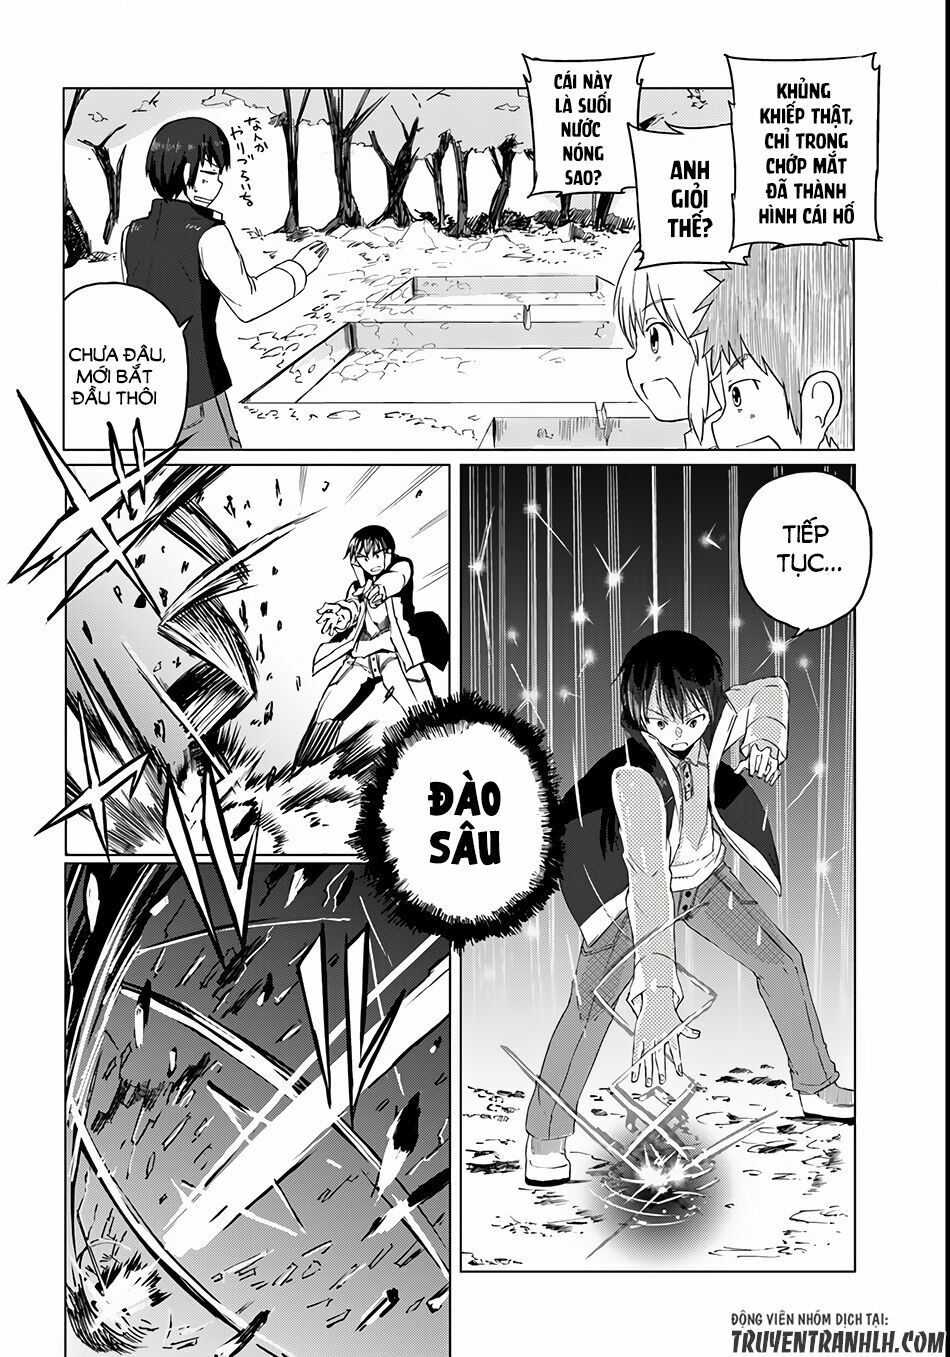 KHỦNG
KHIẾP THẬT,
CHỈ TRONG
CHỚP MẮT
ĐÃ THÀNH
HÌNH CÁI HỐ
ANH
GIỎI
THẾ?
CÁI NÀY
LÀ SUỐI
NƯỚC
NÓNG
SAO?
なんか
やりづらいな
CHƯA ĐÂU,
MỚI BẮT
ĐẦU THÔI
TIẾP
TỤC...
ĐÀO
SÂU
ĐỘNG VIÊN NHÓM DỊCH TẠI:
TRUYENTRANHLH.COM